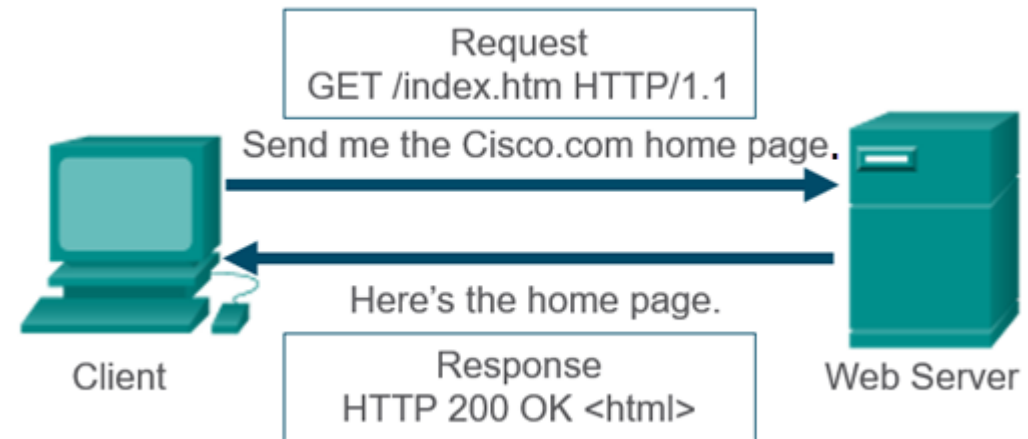 Request
GET /index.htm HTTP/1.1
Send me the Cisco.com home page.
Here's the home page.
Client
Web Server
Response
HTTP 200 OK <html>